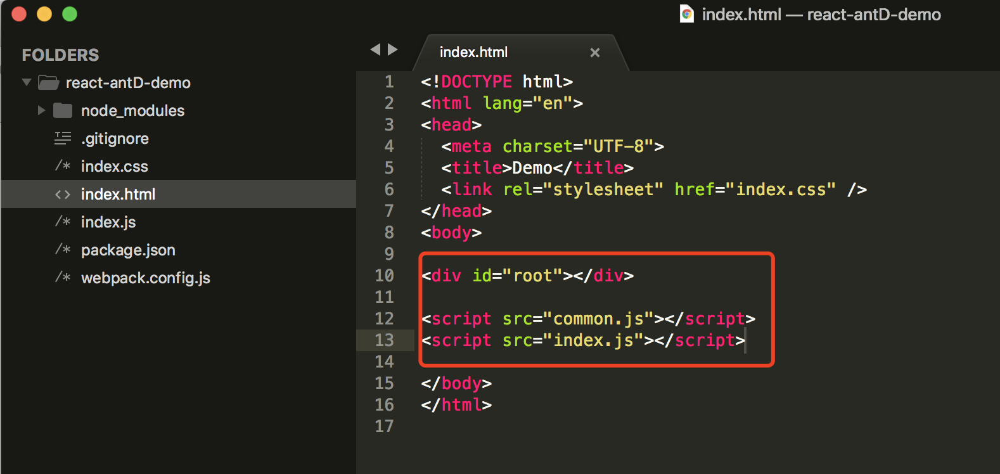 index.html — react-antD-demo
FOLDERS
react-antD-demo
node_modules
.gitignore
/* index.css
<> index.html
/* index.js
/* package.json
/* webpack.config.js
index.html ×
1 <!DOCTYPE html>
2 <html lang="en">
3 <head>
4   <meta charset="UTF-8">
5   <title>Demo</title>
6   <link rel="stylesheet" href="index.css" />
7 </head>
8 <body>
9
10 <div id="root"></div>
11
12 <script src="common.js"></script>
13 <script src="index.js"></script>
14
15 </body>
16 </html>
17